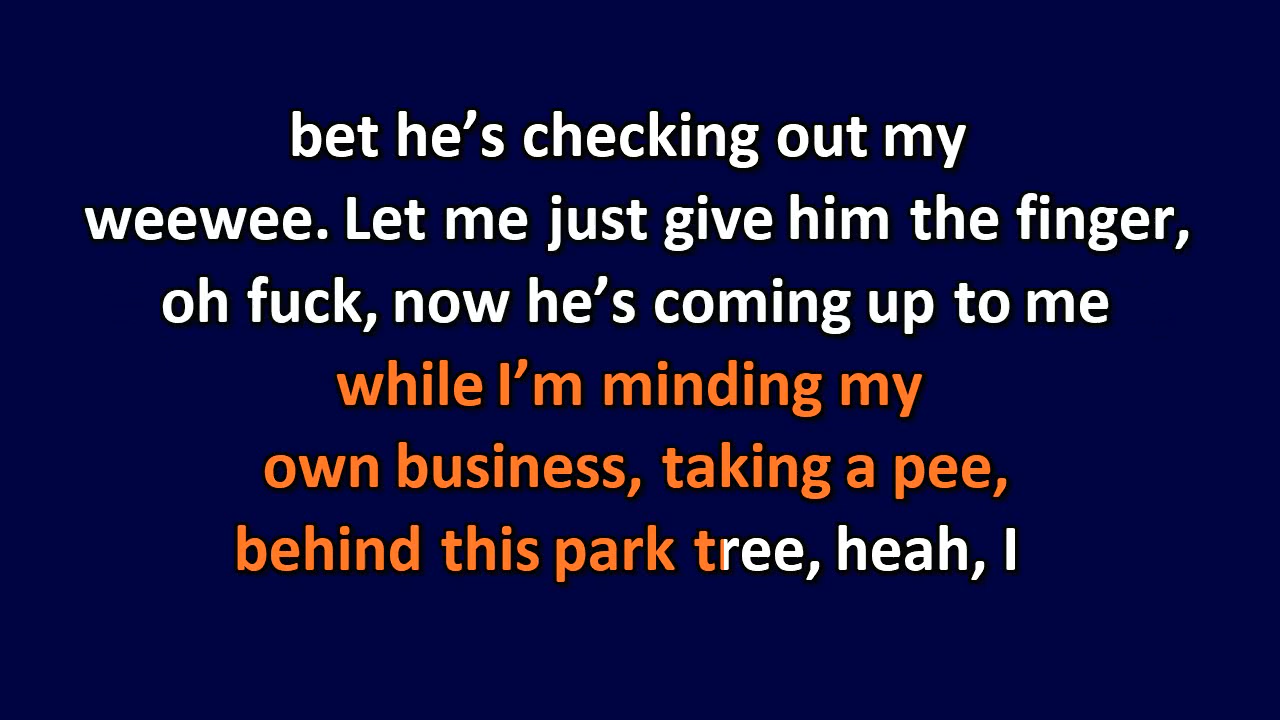 bet he’s checking out my
weewee. Let me just give him the finger,
oh fuck, now he’s coming up to me
while I’m minding my
own business, taking a pee,
behind this park tree, heah, I